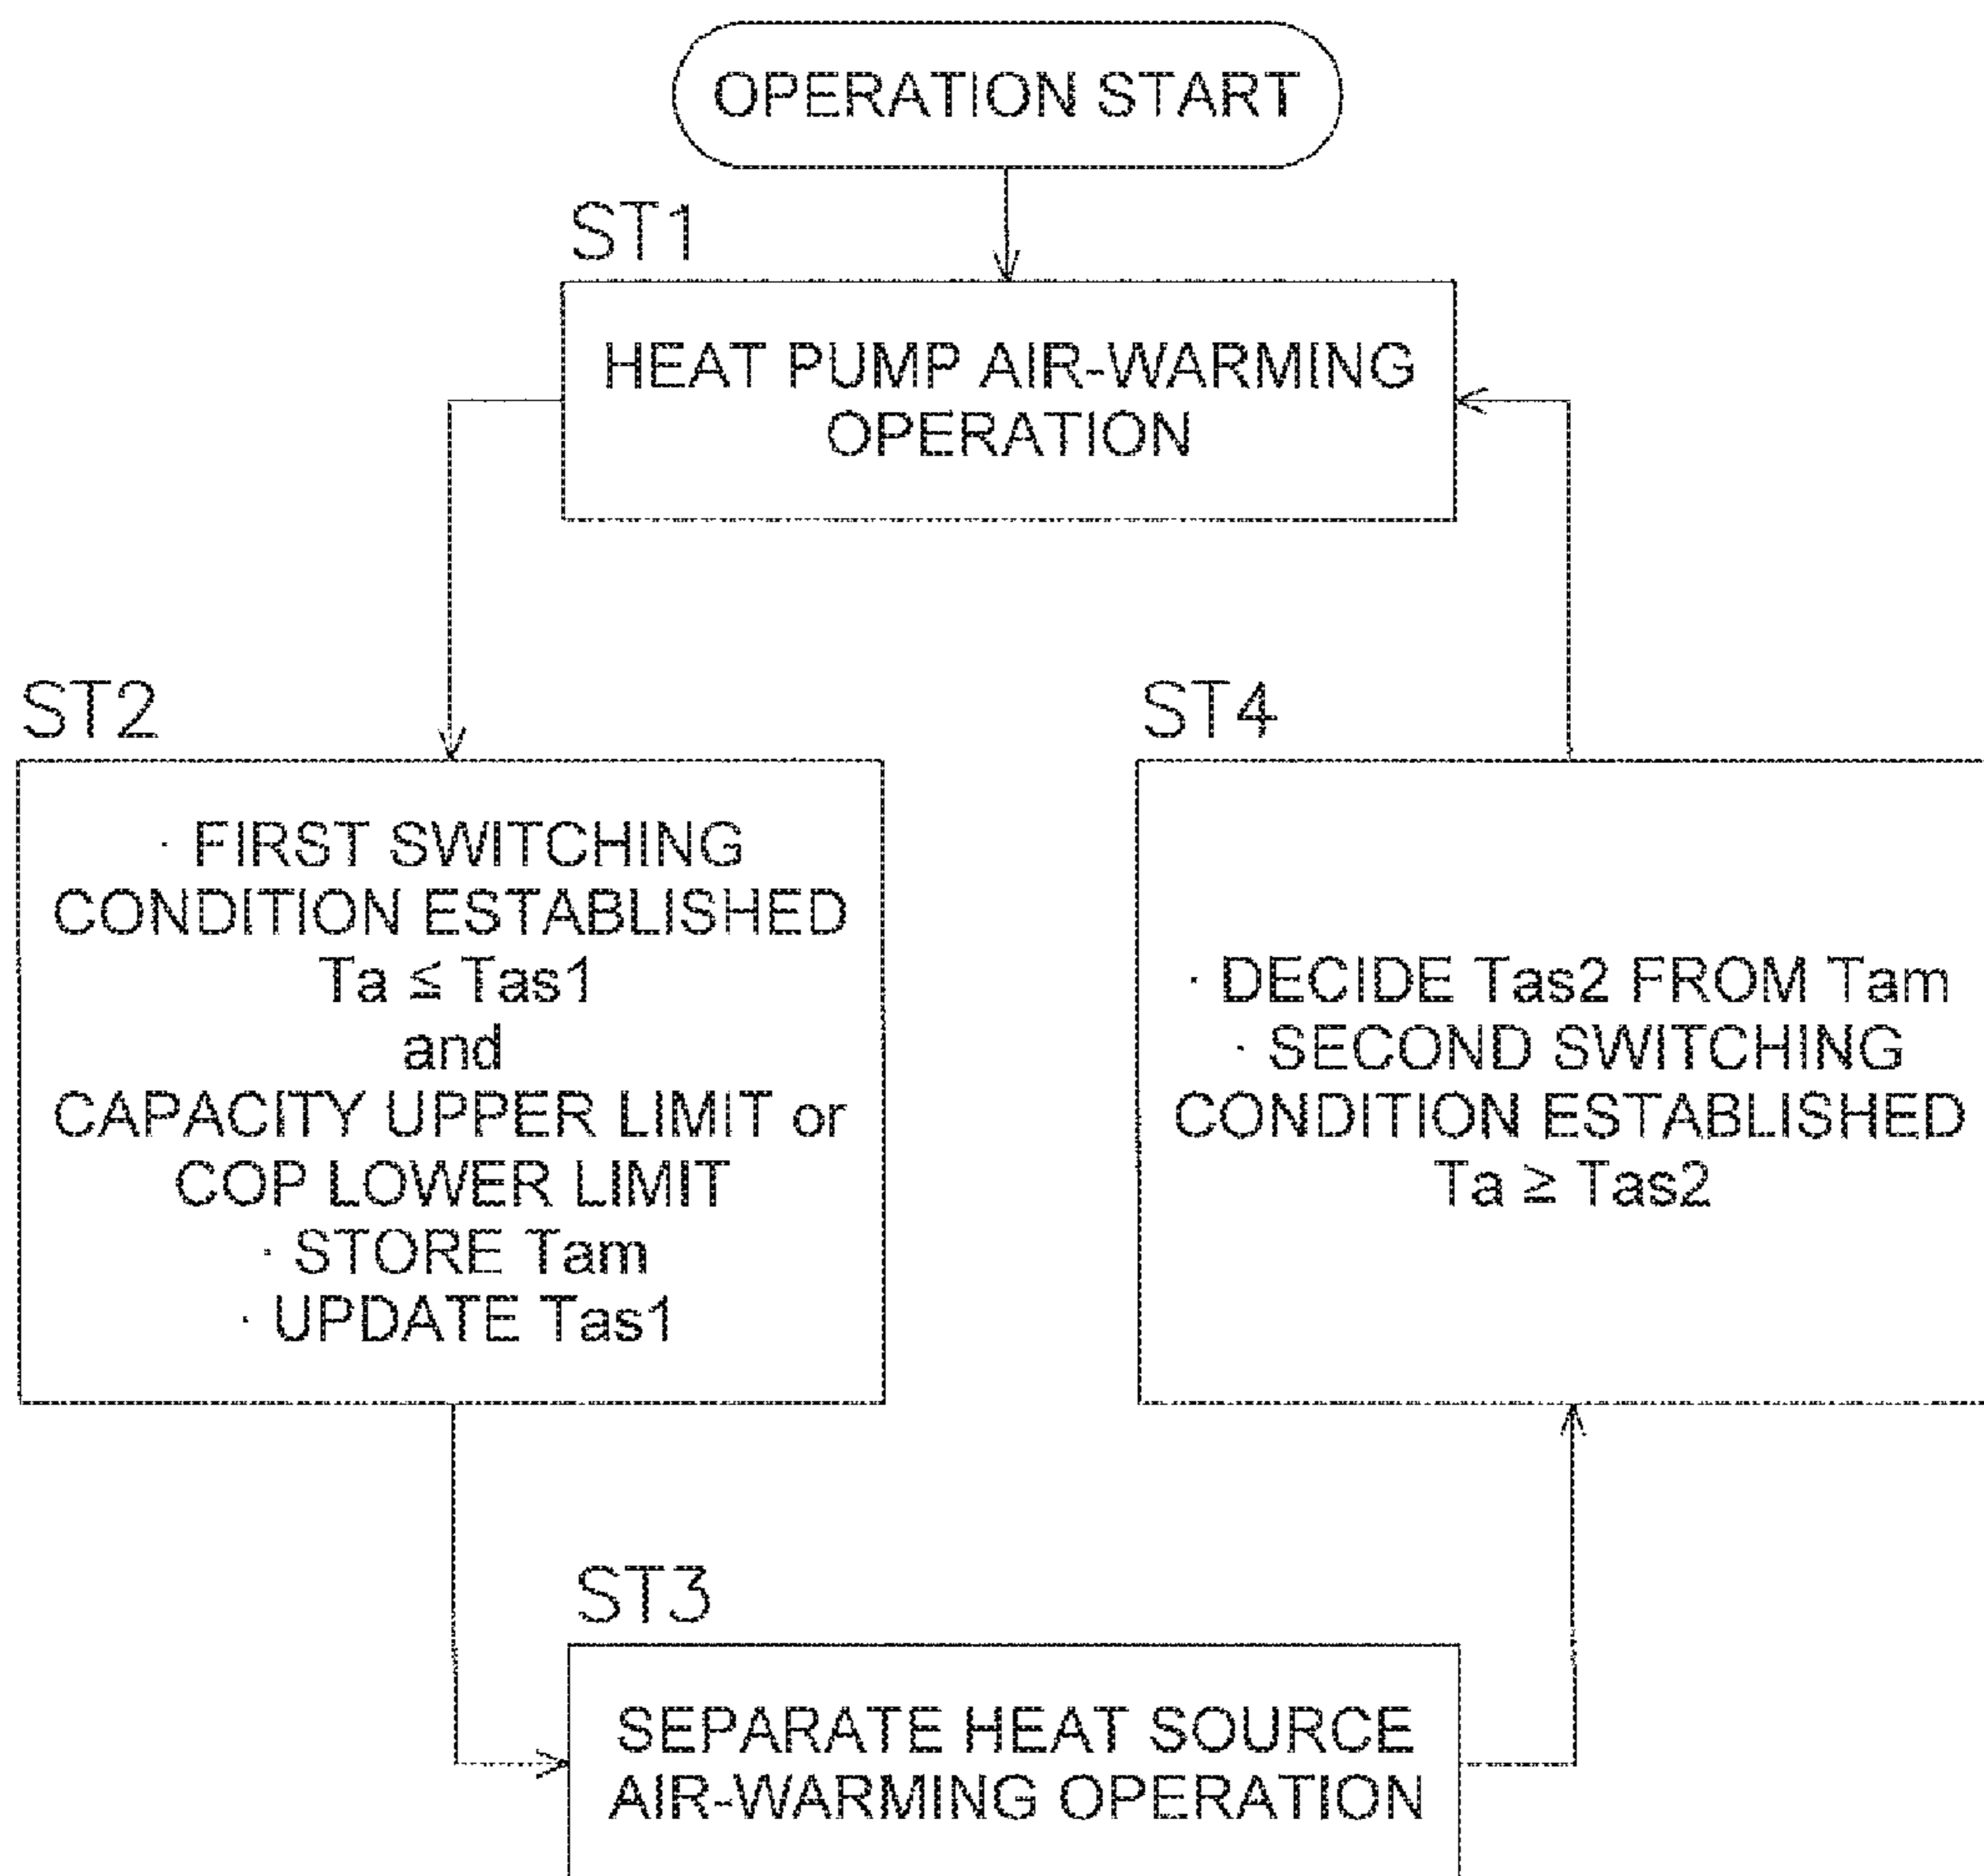 OPERATION START
ST1
HEAT PUMP AIR-WARMING
OPERATION
ST2
· FIRST SWITCHING
CONDITION ESTABLISHED
Ta ≦ Tas1
and
CAPACITY UPPER LIMIT or
COP LOWER LIMIT
· STORE Tam
· UPDATE Tas1
ST4
· DECIDE Tas2 FROM Tam
· SECOND SWITCHING
CONDITION ESTABLISHED
Ta ≥ Tas2
ST3
SEPARATE HEAT SOURCE
AIR-WARMING OPERATION